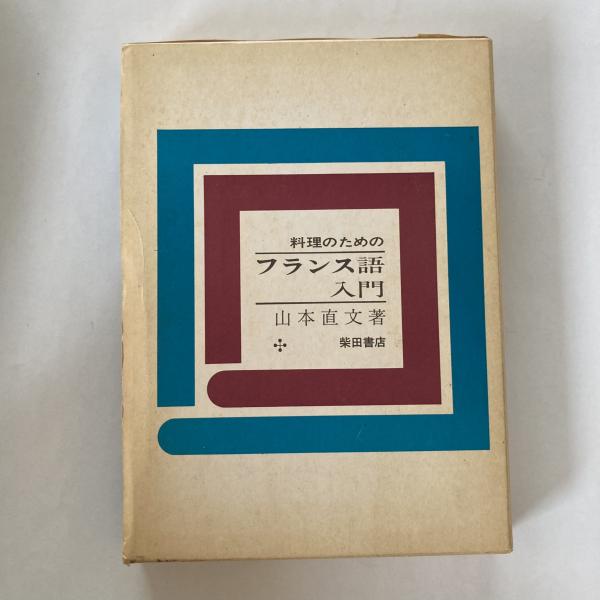 料理のための
フランス語
入門
山本直文著
柴田書店